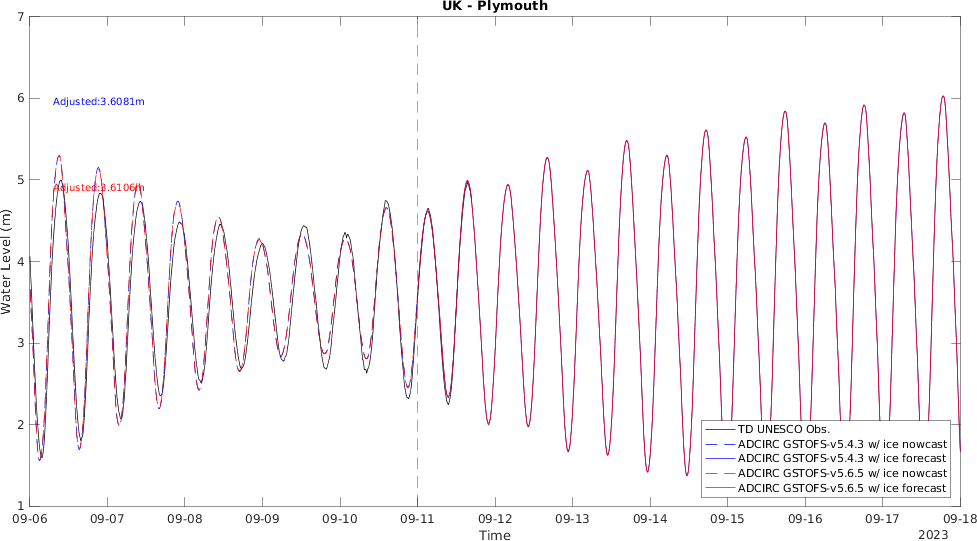 UK - Plymouth
7
6
5
4
3
2
1
Water Level (m)
Adjusted:3.6081m
Adjusted:3.6106m
TD UNESCO Obs.
ADCIRC GSTOFS-v5.4.3 w/ ice nowcast
ADCIRC GSTOFS-v5.4.3 w/ ice forecast
ADCIRC GSTOFS-v5.6.5 w/ ice nowcast
ADCIRC GSTOFS-v5.6.5 w/ ice forecast
09-06 09-07 09-08 09-09 09-10 09-11 09-12 09-13 09-14 09-15 09-16 09-17 09-18
Time
2023